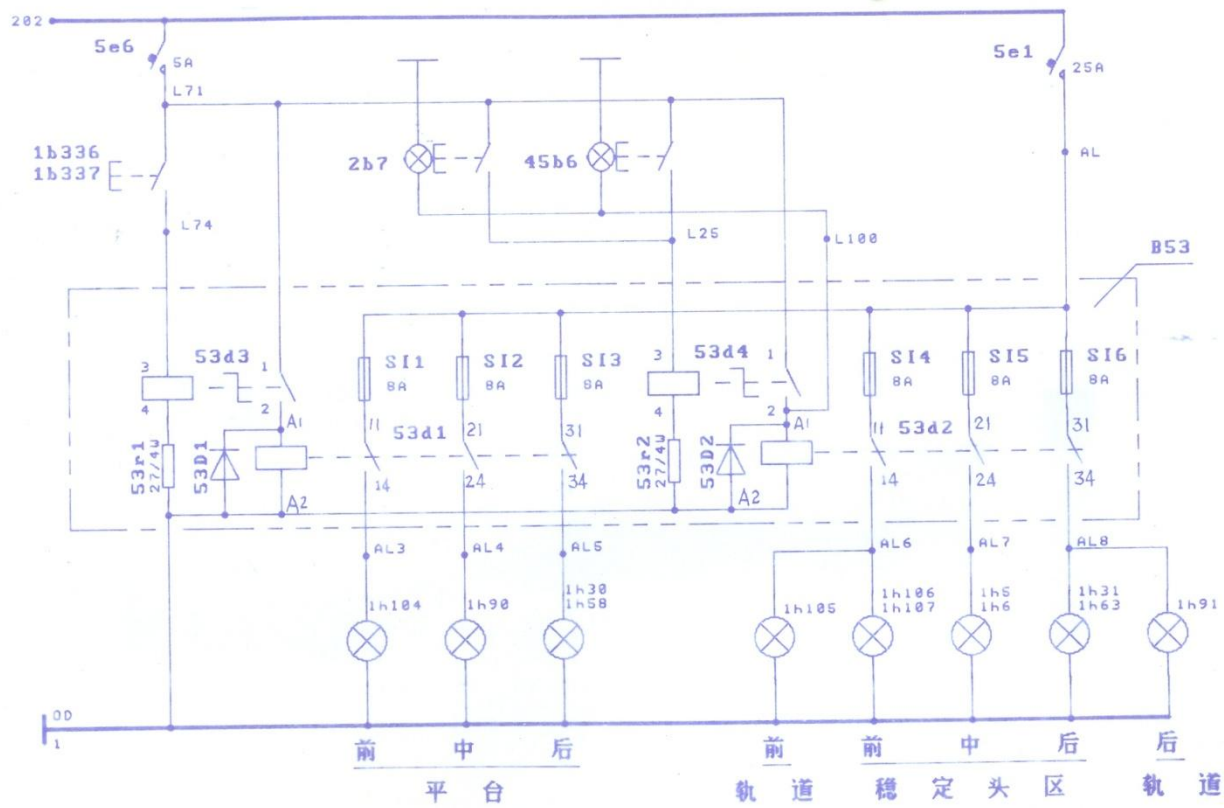 202
5e6
5A
L71
5e1
25A
1b336
1b337
2b7
45b6
AL
L74
L25
L100
B53
3
53d3
1
4
2
A1
53r1
27/4W
53D1
A2
SI1
8A
SI2
8A
SI3
8A
11
53d1
21
31
14
24
34
3
53d4
1
4
2
A1
53r2
27/4W
53D2
A2
SI4
8A
SI5
8A
SI6
8A
11
53d2
21
31
14
24
34
AL3
AL4
AL5
AL6
AL7
AL8
1h104
1h90
1h30
1h58
1h105
1h106
1h107
1h5
1h6
1h31
1h63
1h91
OD
1
前 中 后 前 前 中 后 后
平台 轨道 稳定头区 轨道